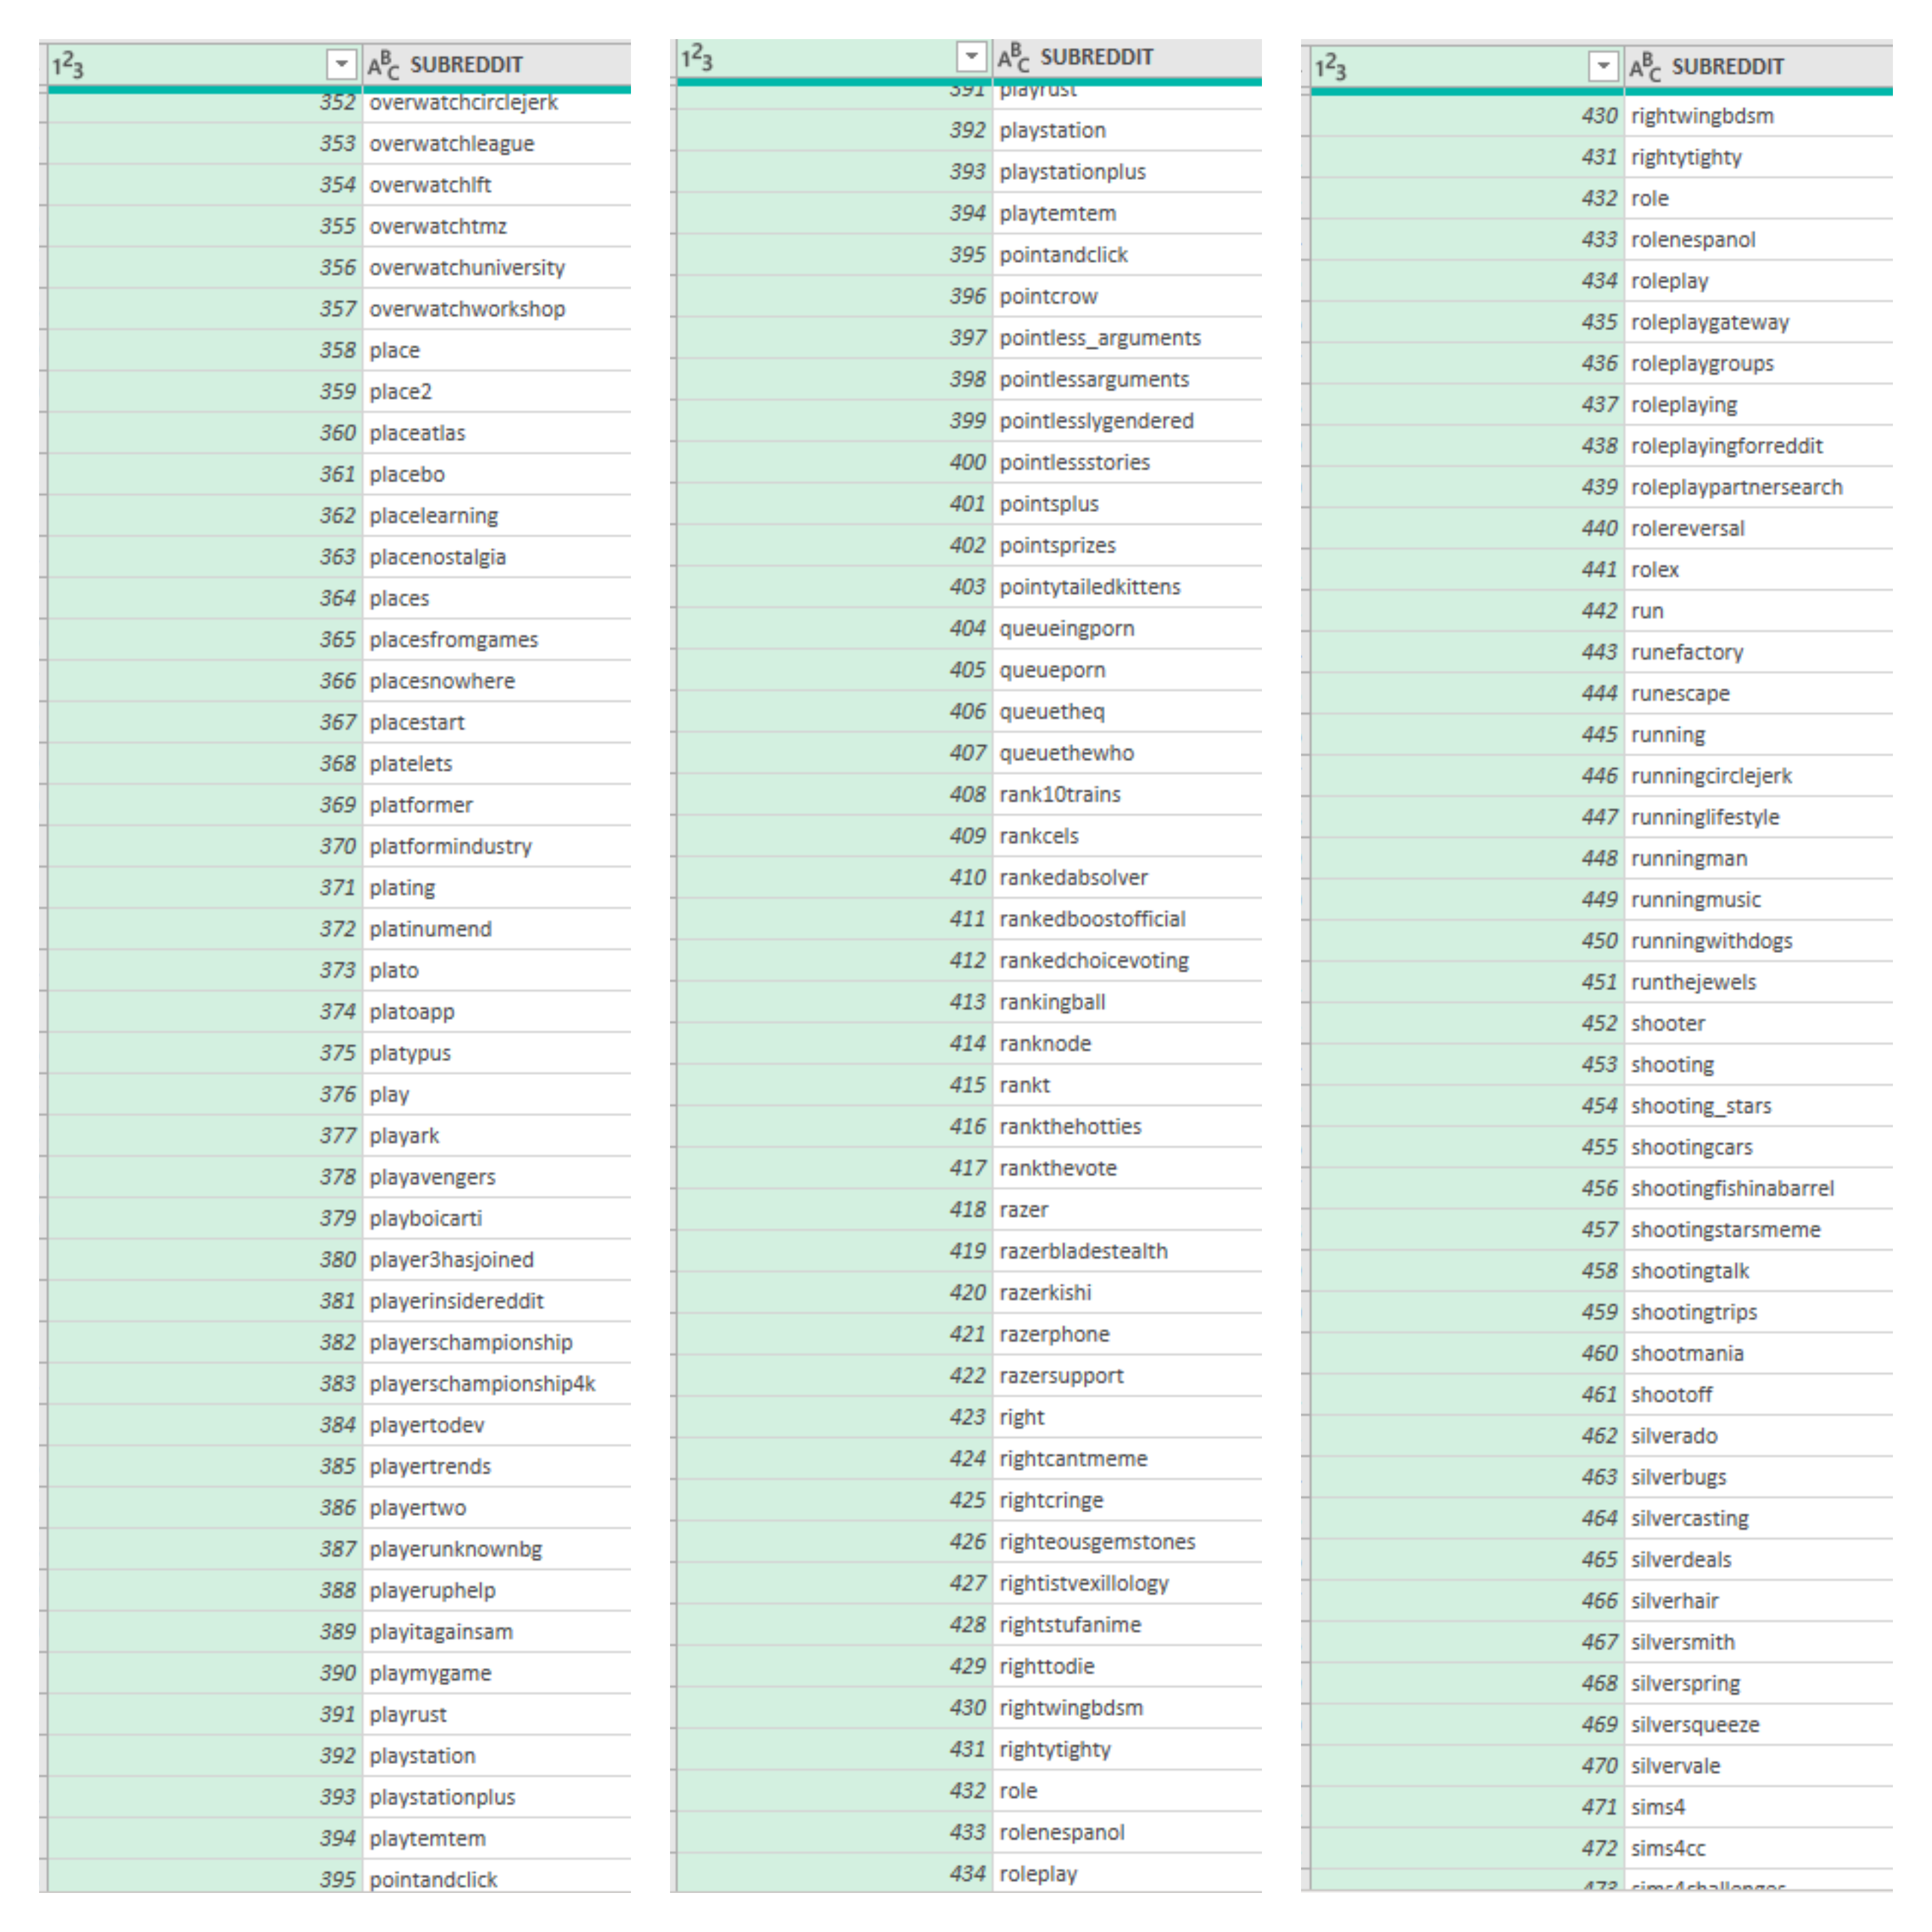 1²3 ABC SUBREDDIT
352 overwatchcirclejerk
353 overwatchleague
354 overwatchlft
355 overwatchtmz
356 overwatchuniversity
357 overwatchworkshop
358 place
359 place2
360 placeatlas
361 placebo
362 placelearning
363 placenostalgia
364 places
365 placesfromgames
366 placesnowhere
367 placestart
368 platelets
369 platformer
370 platformindustry
371 plating
372 platinumend
373 plato
374 platoapp
375 platypus
376 play
377 playark
378 playavengers
379 playboicarti
380 player3hasjoined
381 playerinsidereddit
382 playerschampionship
383 playerschampionship4k
384 playertodev
385 playertrends
386 playertwo
387 playerunknownbg
388 playeruphelp
389 playitagainsam
390 playmygame
391 playrust
392 playstation
393 playstationplus
394 playtemtem
395 pointandclick
1²3 ABC SUBREDDIT
391 playrust
392 playstation
393 playstationplus
394 playtemtem
395 pointandclick
396 pointcrow
397 pointless_arguments
398 pointlessarguments
399 pointlesslygendered
400 pointlessstories
401 pointsplus
402 pointsprizes
403 pointytailedkittens
404 queueingporn
405 queueporn
406 queuetheq
407 queuethewho
408 rank10trains
409 rankcels
410 rankedabsolver
411 rankedboostofficial
412 rankedchoicevoting
413 rankingball
414 ranknode
415 rankt
416 rankthehotties
417 rankthevote
418 razer
419 razerbladestealth
420 razerkishi
421 razerphone
422 razersupport
423 right
424 rightcantmeme
425 rightcringe
426 righteousgemstones
427 rightistvexillology
428 rightstufanime
429 righttodie
430 rightwingbdsm
431 rightytighty
432 role
433 rolenespanol
434 roleplay
1²3 ABC SUBREDDIT
430 rightwingbdsm
431 rightytighty
432 role
433 rolenespanol
434 roleplay
435 roleplaygateway
436 roleplaygroups
437 roleplaying
438 roleplayingforreddit
439 roleplaypartnersearch
440 rolereversal
441 rolex
442 run
443 runefactory
444 runescape
445 running
446 runningcirclejerk
447 runninglifestyle
448 runningman
449 runningmusic
450 runningwithdogs
451 runthejewels
452 shooter
453 shooting
454 shooting_stars
455 shootingcars
456 shootingfishinabarrel
457 shootingstarsmeme
458 shootingtalk
459 shootingtrips
460 shootmania
461 shootoff
462 silverado
463 silverbugs
464 silvercasting
465 silverdeals
466 silverhair
467 silversmith
468 silverspring
469 silversqueeze
470 silvervale
471 sims4
472 sims4cc
473 sims4challenges